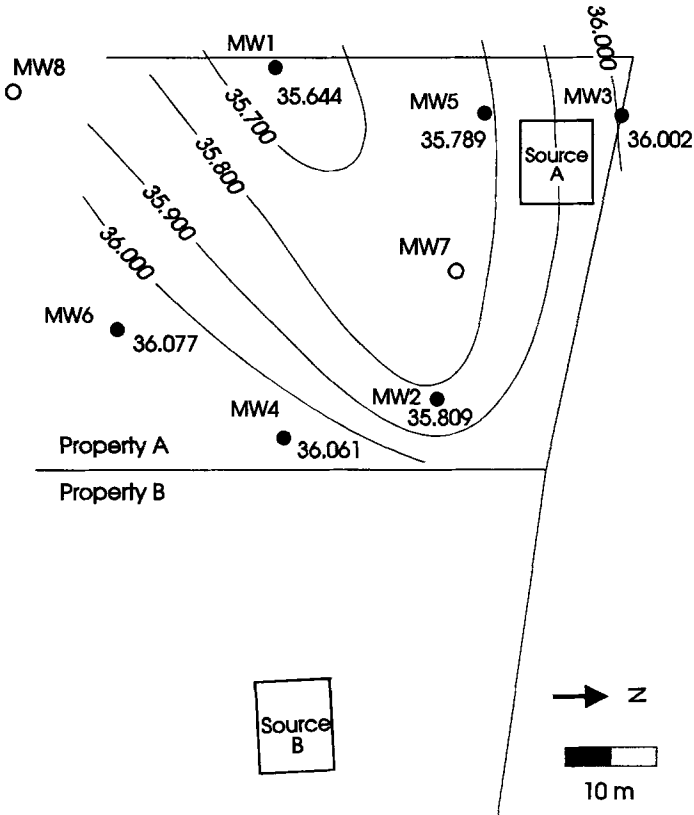 36.000
MW1
MW8
35.644
MW5
MW3
35.700
35.789
36.002
Source
A
35.800
35.900
MW7
36.000
MW6
36.077
MW2
35.809
MW4
36.061
Property A
Property B
Source
B
N
10 m